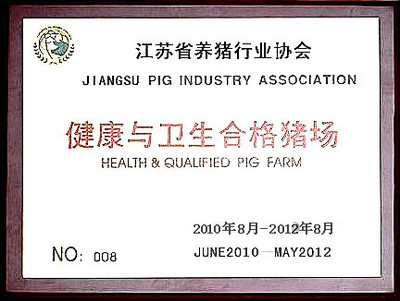 江苏省养猪行业协会
JIANGSU PIG INDUSTRY ASSOCIATION
健康与卫生合格猪场
HEALTH & QUALIFIED PIG FARM
2010年8月-2012年8月
NO: 008
JUNE2010-MAY2012